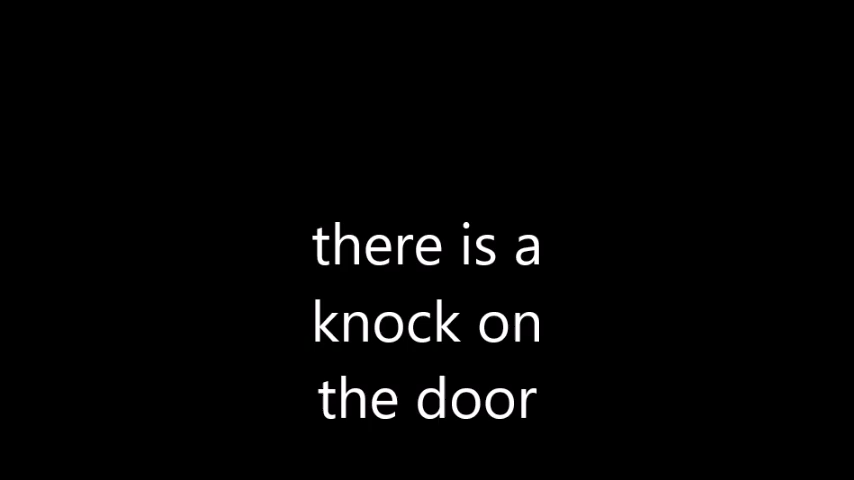 there is a
knock on
the door